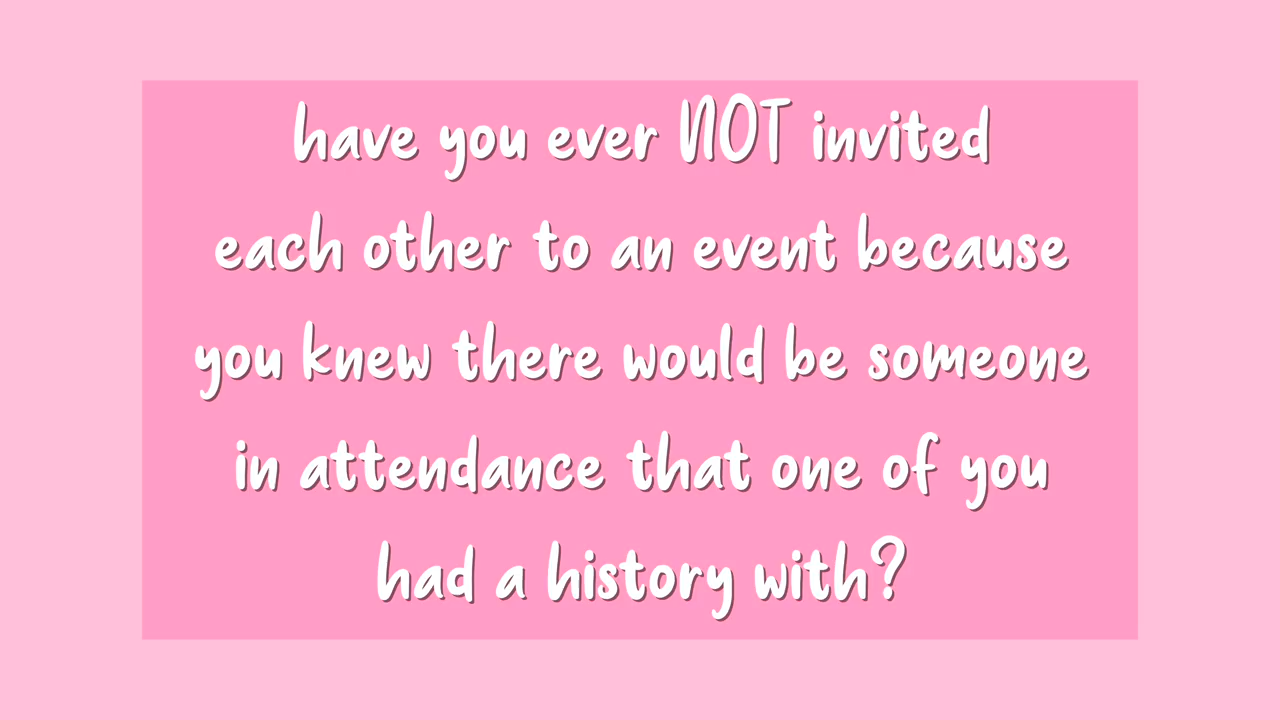 have you ever NOT invited
each other to an event because
you knew there would be someone
in attendance that one of you
had a history with?